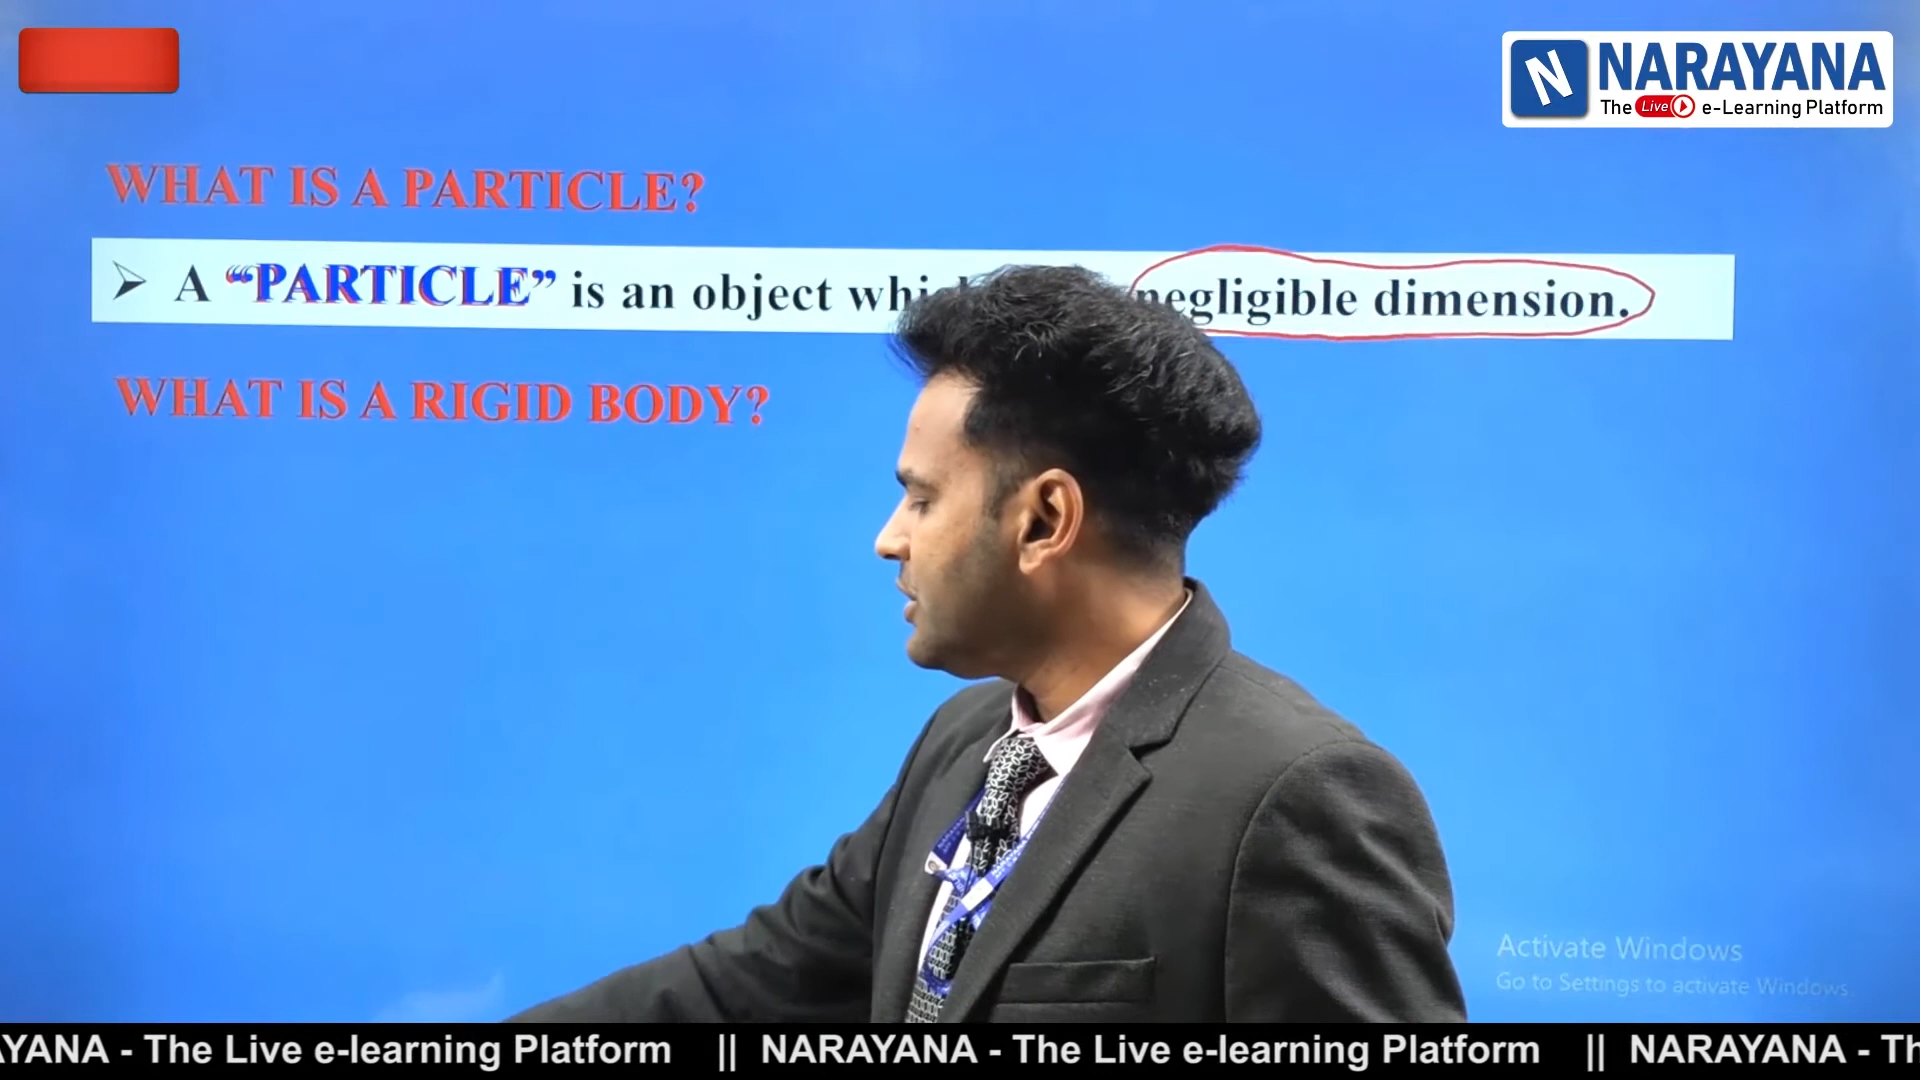 N NARAYANA
The Live e-Learning Platform
WHAT IS A PARTICLE?
➢ A “PARTICLE” is an object negligible dimension.
WHAT IS A RIGID BODY?
Activate Windows
Go to Settings to activate Windows.
AYANA - The Live e-learning Platform || NARAYANA - The Live e-learning Platform || NARAYANA - Th